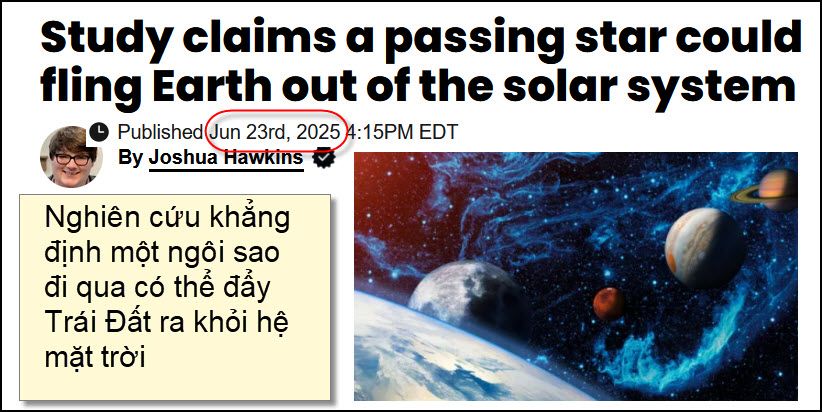 Study claims a passing star could
fling Earth out of the solar system
Published Jun 23rd, 2025 4:15PM EDT
By Joshua Hawkins
Nghiên cứu khẳng
định một ngôi sao
đi qua có thể đẩy
Trái Đất ra khỏi hệ
mặt trời